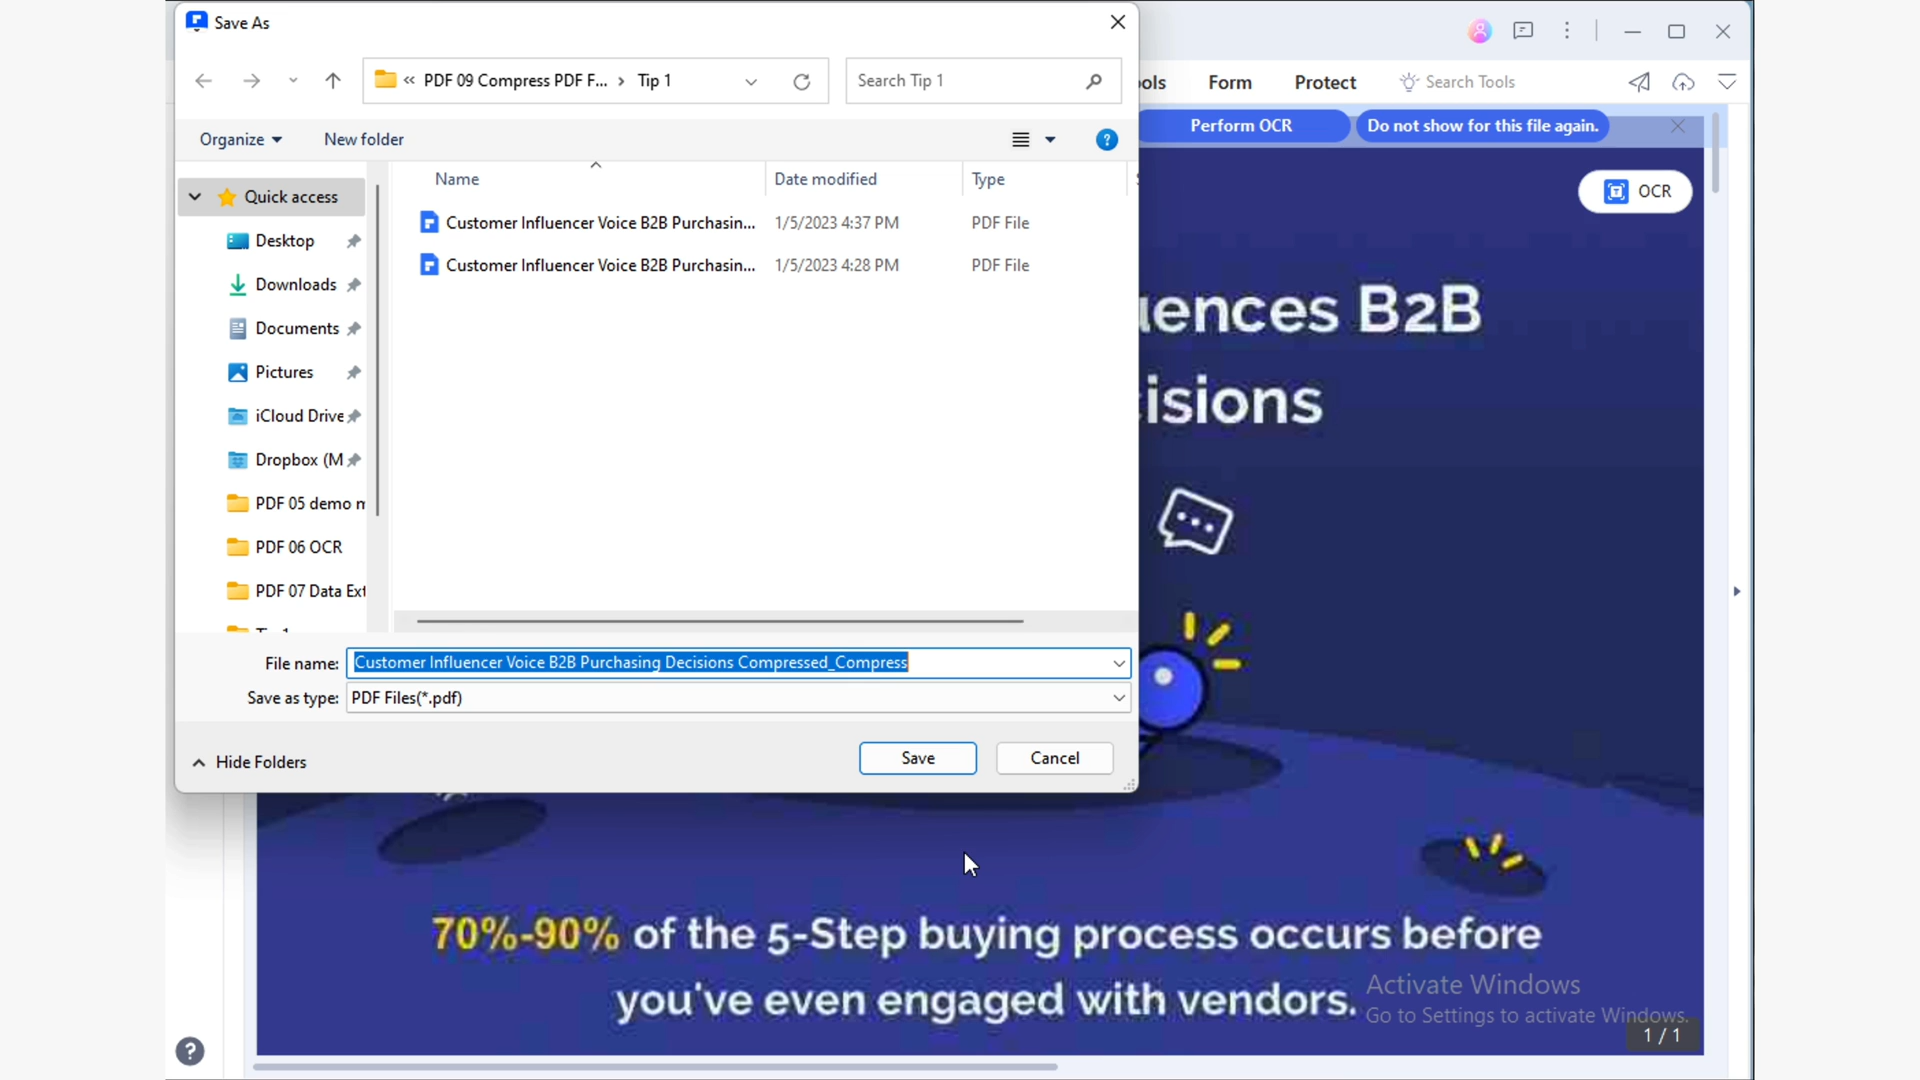 Save As
« PDF 09 Compress PDF F... › Tip 1
Search Tip 1
Organize
New folder
Name
Date modified
Type
Customer Influencer Voice B2B Purchasin...
1/5/2023 4:37 PM
PDF File
Customer Influencer Voice B2B Purchasin...
1/5/2023 4:28 PM
PDF File
Quick access
Desktop
Downloads
Documents
Pictures
iCloud Drive
Dropbox (M
PDF 05 demo
PDF 06 OCR
PDF 07 Data Ext
File name:
Customer Influencer Voice B2B Purchasing Decisions Compressed_Compress
Save as type:
PDF Files(*.pdf)
Hide Folders
Save
Cancel
ols
Form
Protect
Search Tools
Perform OCR
Do not show for this file again.
OCR
uences B2B
isions
70%-90% of the 5-Step buying process occurs before
you've even engaged with vendors.
Activate Windows
Go to Settings to activate Windows.
1 / 1